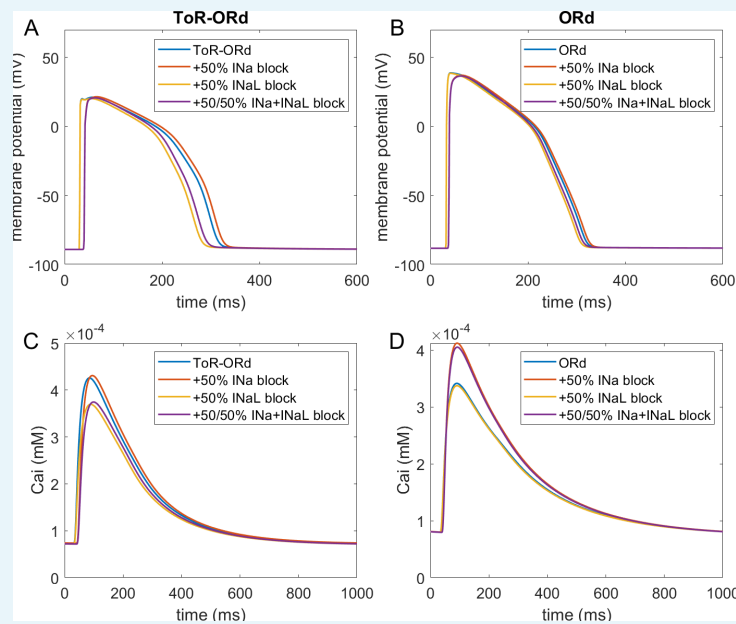 ToR-ORd
ORd
A
B
ToR-ORd
+50% INa block
+50% INaL block
+50/50% INa+INaL block
ORd
+50% INa block
+50% INaL block
+50/50% INa+INaL block
membrane potential (mV)
50
0
-50
-100
0
200
400
600
time (ms)
membrane potential (mV)
50
0
-50
-100
0
200
400
600
time (ms)
C
×10⁻⁴
D
×10⁻⁴
ToR-ORd
+50% INa block
+50% INaL block
+50/50% INa+INaL block
ORd
+50% INa block
+50% INaL block
+50/50% INa+INaL block
Cai (mM)
5
4
3
2
1
0
0
200
400
600
800
1000
time (ms)
Cai (mM)
4
3
2
1
0
0
200
400
600
800
1000
time (ms)